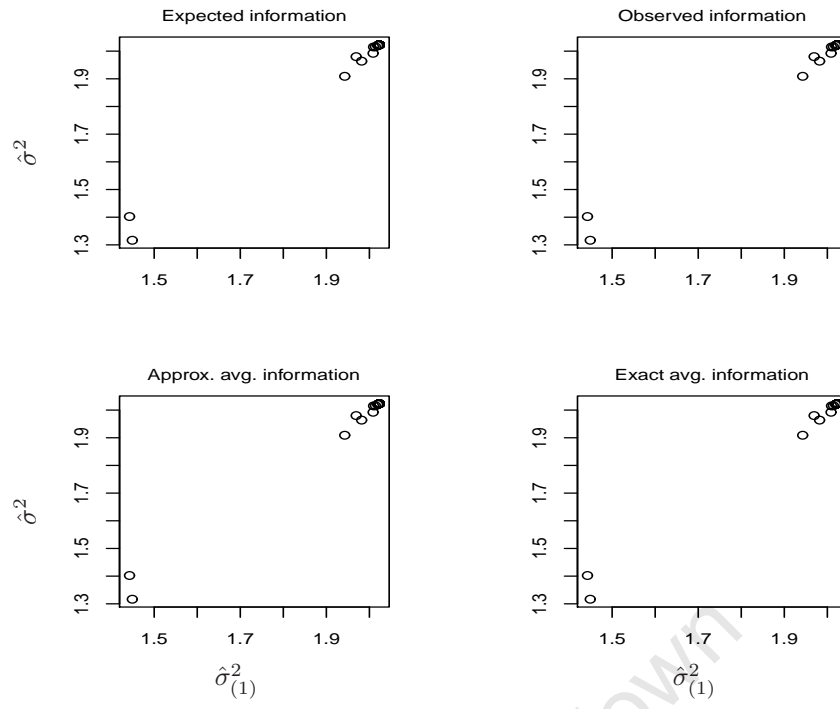 Expected information
Observed information
σ̂²
1.3 1.5 1.7 1.9
1.5 1.7 1.9
1.3 1.5 1.7 1.9
1.5 1.7 1.9
Approx. avg. information
Exact avg. information
σ̂²
1.3 1.5 1.7 1.9
1.5 1.7 1.9
1.3 1.5 1.7 1.9
1.5 1.7 1.9
σ̂²₍₁₎
σ̂²₍₁₎